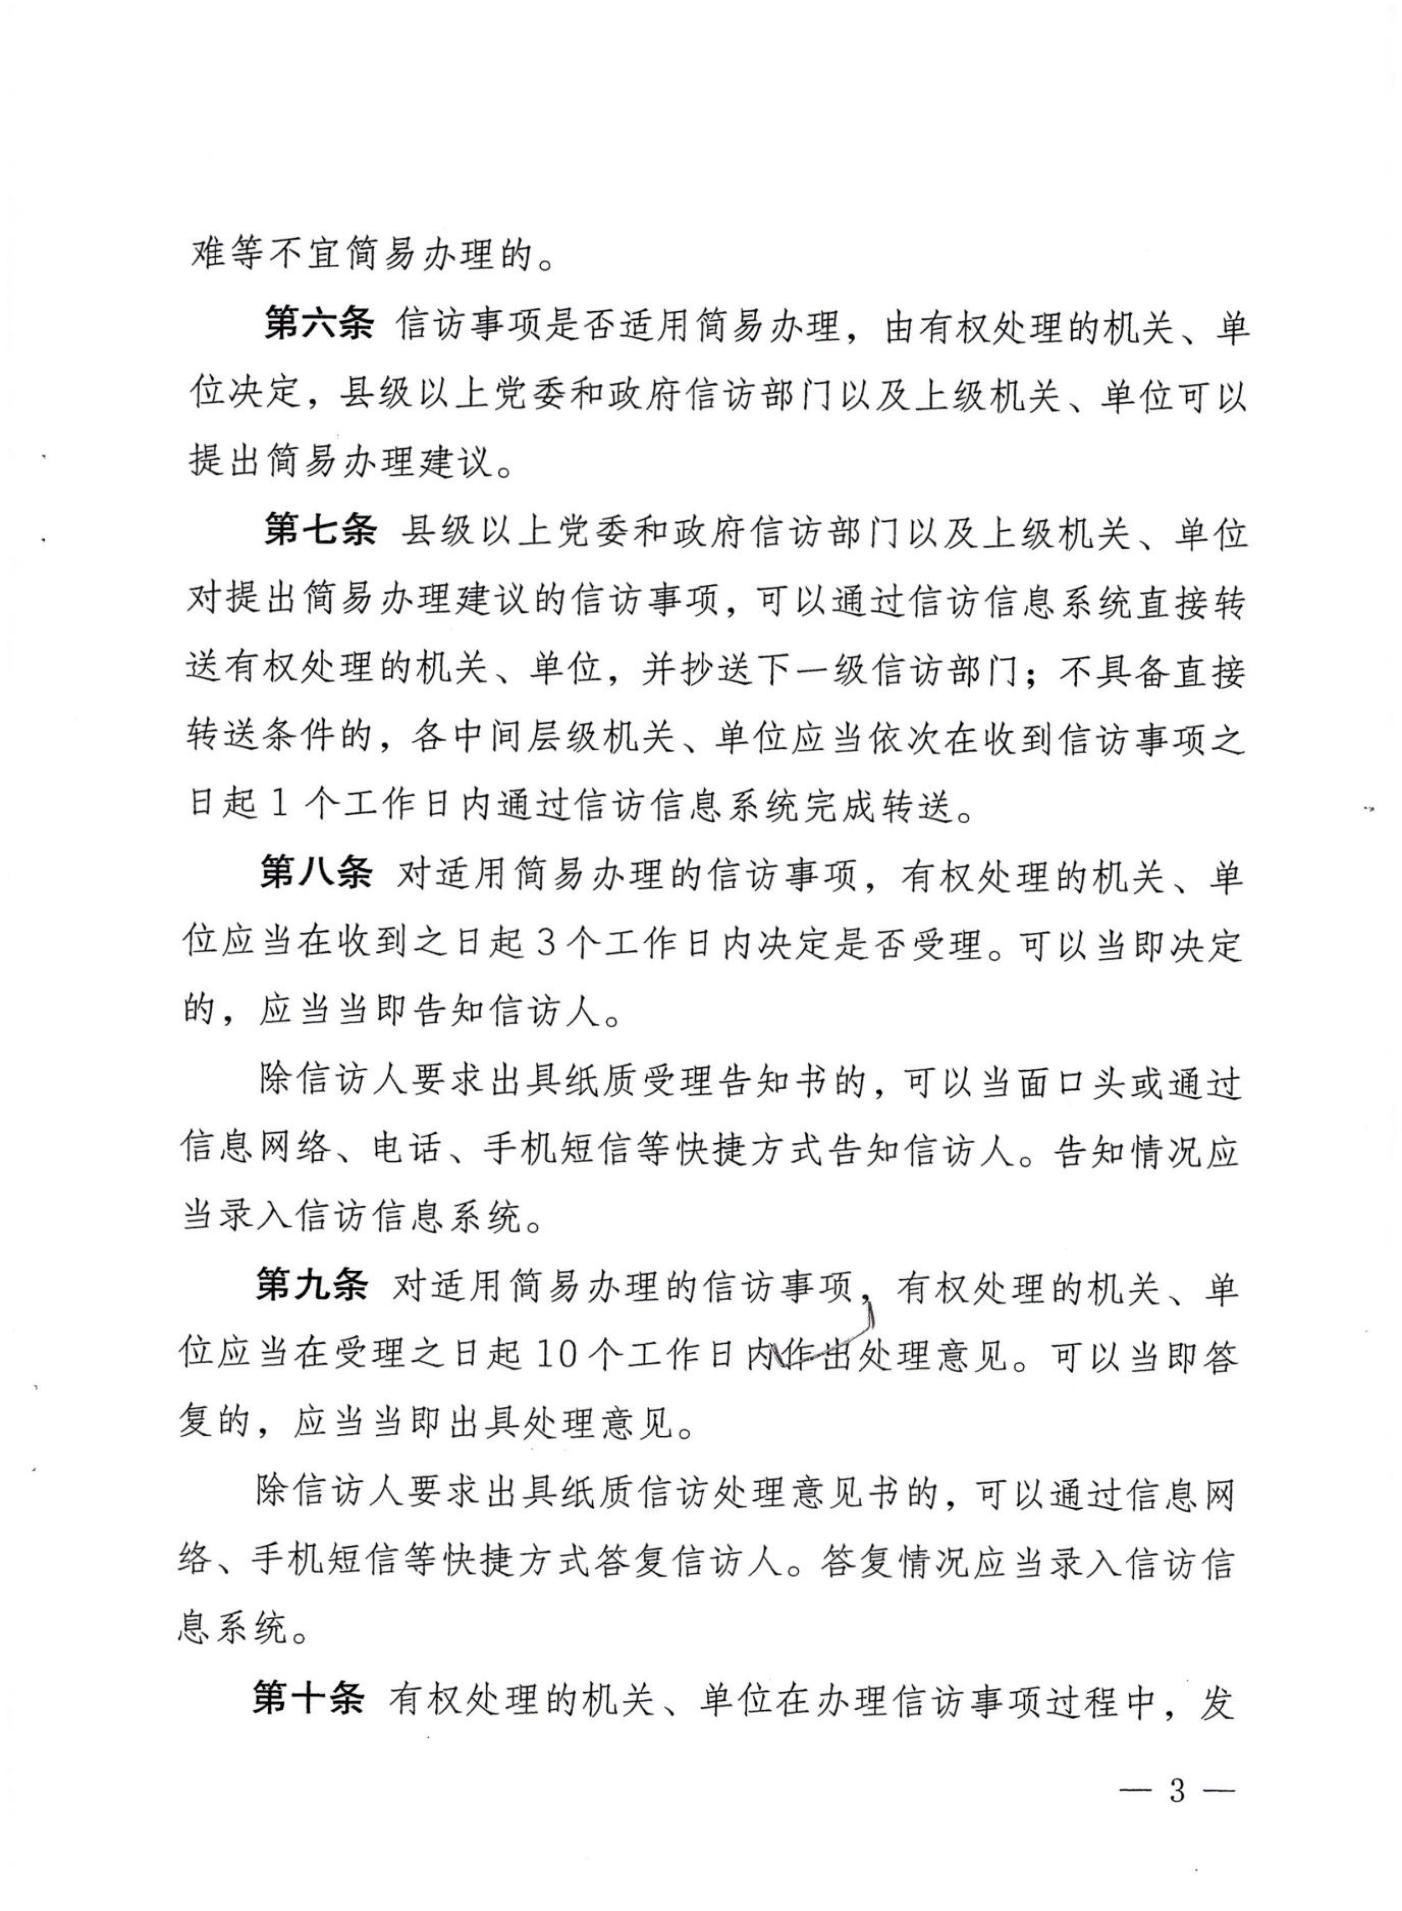 难等不宜简易办理的。
第六条 信访事项是否适用简易办理，由有权处理的机关、单
位决定，县级以上党委和政府信访部门以及上级机关、单位可以
提出简易办理建议。
第七条 县级以上党委和政府信访部门以及上级机关、单位
对提出简易办理建议的信访事项，可以通过信访信息系统直接转
送有权处理的机关、单位，并抄送下一级信访部门；不具备直接
转送条件的，各中间层级机关、单位应当依次在收到信访事项之
日起1个工作日内通过信访信息系统完成转送。
第八条 对适用简易办理的信访事项，有权处理的机关、单
位应当在收到之日起3个工作日内决定是否受理。可以当即决定
的，应当当即告知信访人。
除信访人要求出具纸质受理告知书的，可以当面口头或通过
信息网络、电话、手机短信等快捷方式告知信访人。告知情况应
当录入信访信息系统。
第九条 对适用简易办理的信访事项，有权处理的机关、单
位应当在受理之日起10个工作日内作出处理意见。可以当即答
复的，应当当即出具处理意见。
除信访人要求出具纸质信访处理意见书的，可以通过信息网
络、手机短信等快捷方式答复信访人。答复情况应当录入信访信
息系统。
第十条 有权处理的机关、单位在办理信访事项过程中，发
— 3 —